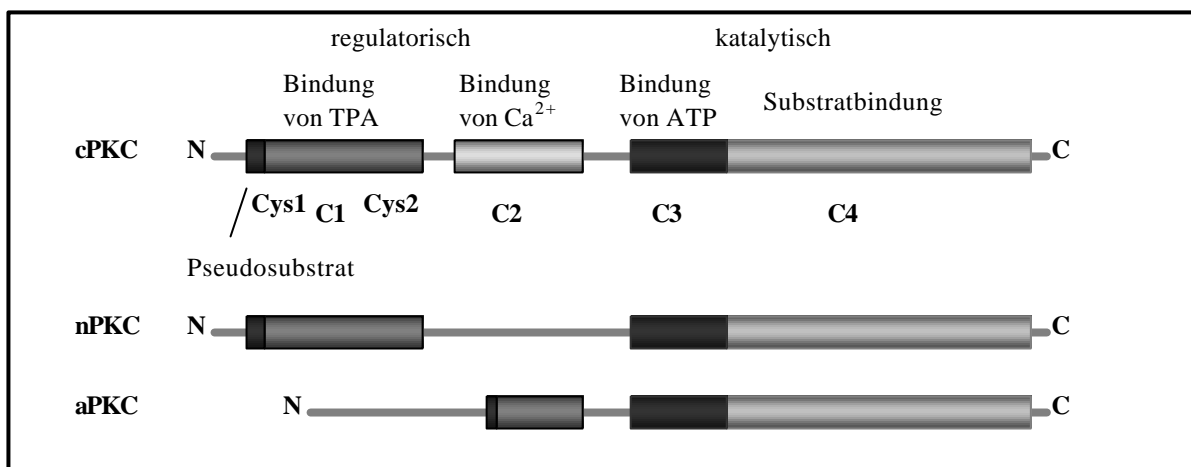 regulatorisch katalytisch
Bindung Bindung Bindung Substratbindung
von TPA von Ca²⁺ von ATP
cPKC N C
Cys1 C1 Cys2 C2 C3 C4
Pseudosubstrat
nPKC N C
aPKC N C